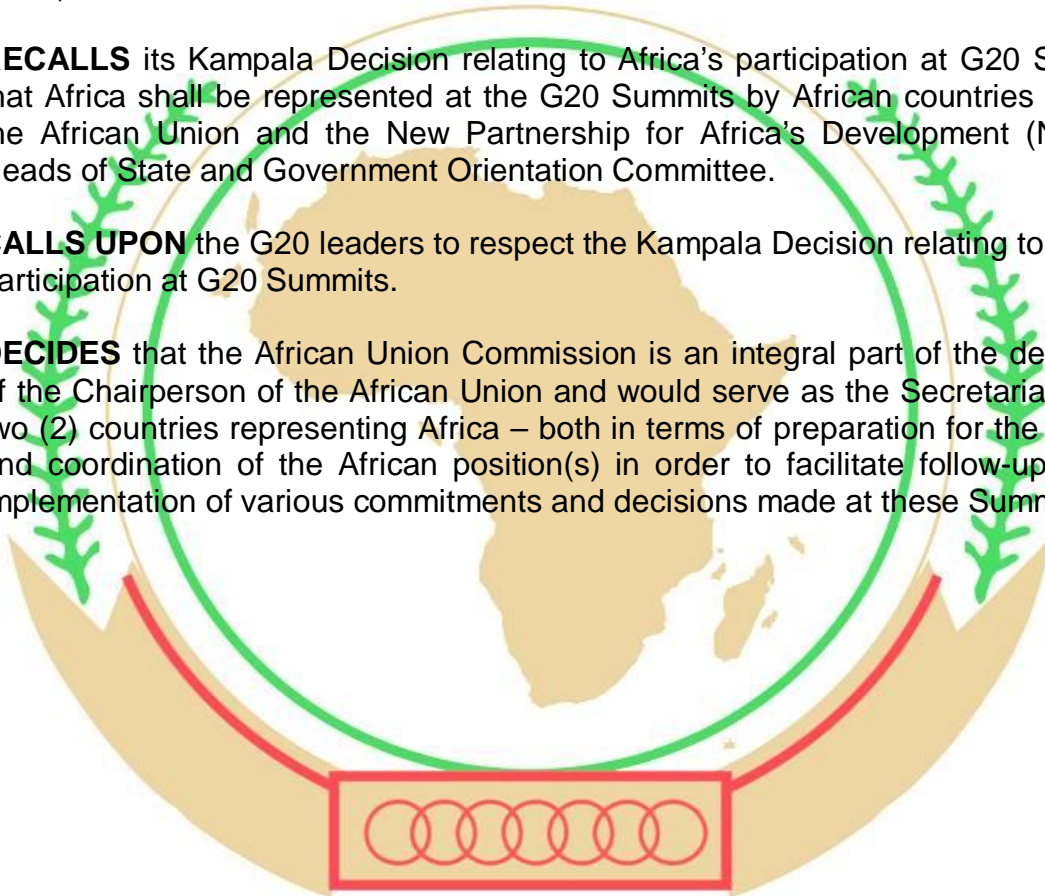 RECALLS its Kampala Decision relating to Africa’s participation at G20 S
hat Africa shall be represented at the G20 Summits by African countries
he African Union and the New Partnership for Africa’s Development (N
eads of State and Government Orientation Committee.
CALLS UPON the G20 leaders to respect the Kampala Decision relating to
articipation at G20 Summits.
DECIDES that the African Union Commission is an integral part of the de
f the Chairperson of the African Union and would serve as the Secretaria
wo (2) countries representing Africa – both in terms of preparation for the
nd coordination of the African position(s) in order to facilitate follow-up
mplementation of various commitments and decisions made at these Summ